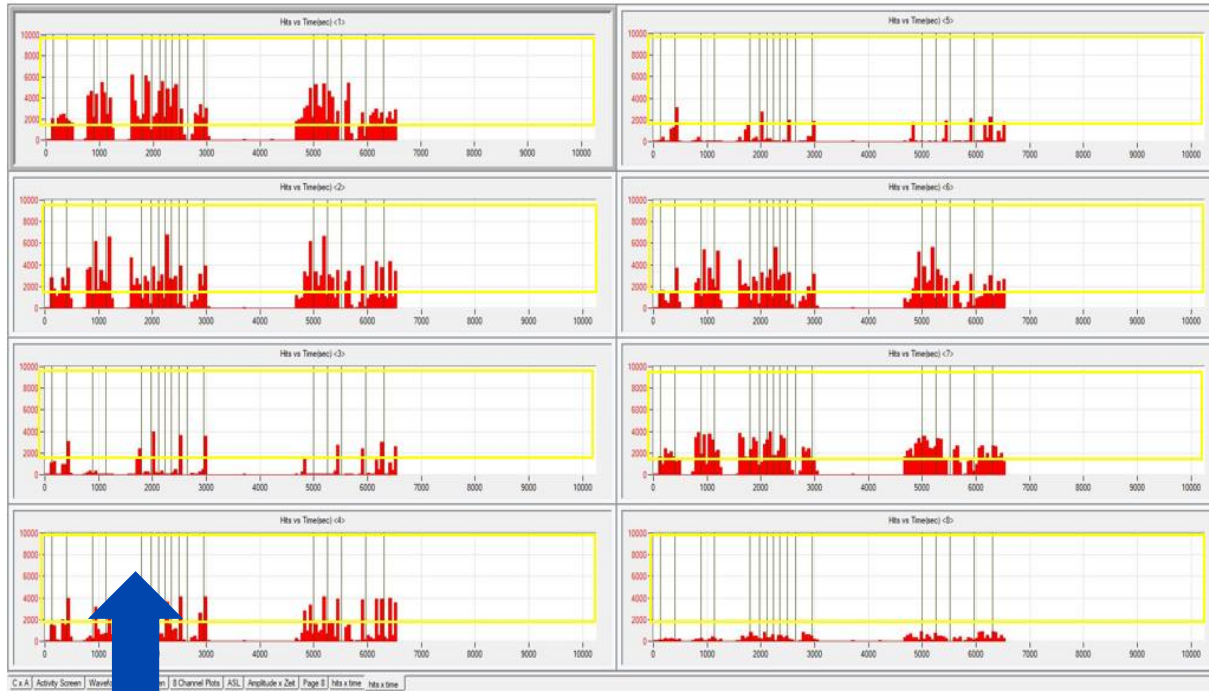 Hits vs Time(sec) <1>
10000
8000
6000
4000
2000
0
0 1000 2000 3000 4000 5000 6000 7000 8000 9000 10000
Hits vs Time(sec) <5>
10000
8000
6000
4000
2000
0
0 1000 2000 3000 4000 5000 6000 7000 8000 9000 10000
Hits vs Time(sec) <2>
10000
8000
6000
4000
2000
0
0 1000 2000 3000 4000 5000 6000 7000 8000 9000 10000
Hits vs Time(sec) <6>
10000
8000
6000
4000
2000
0
0 1000 2000 3000 4000 5000 6000 7000 8000 9000 10000
Hits vs Time(sec) <3>
10000
8000
6000
4000
2000
0
0 1000 2000 3000 4000 5000 6000 7000 8000 9000 10000
Hits vs Time(sec) <7>
10000
8000
6000
4000
2000
0
0 1000 2000 3000 4000 5000 6000 7000 8000 9000 10000
Hits vs Time(sec) <4>
10000
8000
6000
4000
2000
0
0 1000 2000 3000 4000 5000 6000 7000 8000 9000 10000
Hits vs Time(sec) <8>
10000
8000
6000
4000
2000
0
0 1000 2000 3000 4000 5000 6000 7000 8000 9000 10000
C x A Activity Screen 8 Channel Plots ASL Amplitude x Zeit Page 8 hits x time hits x time